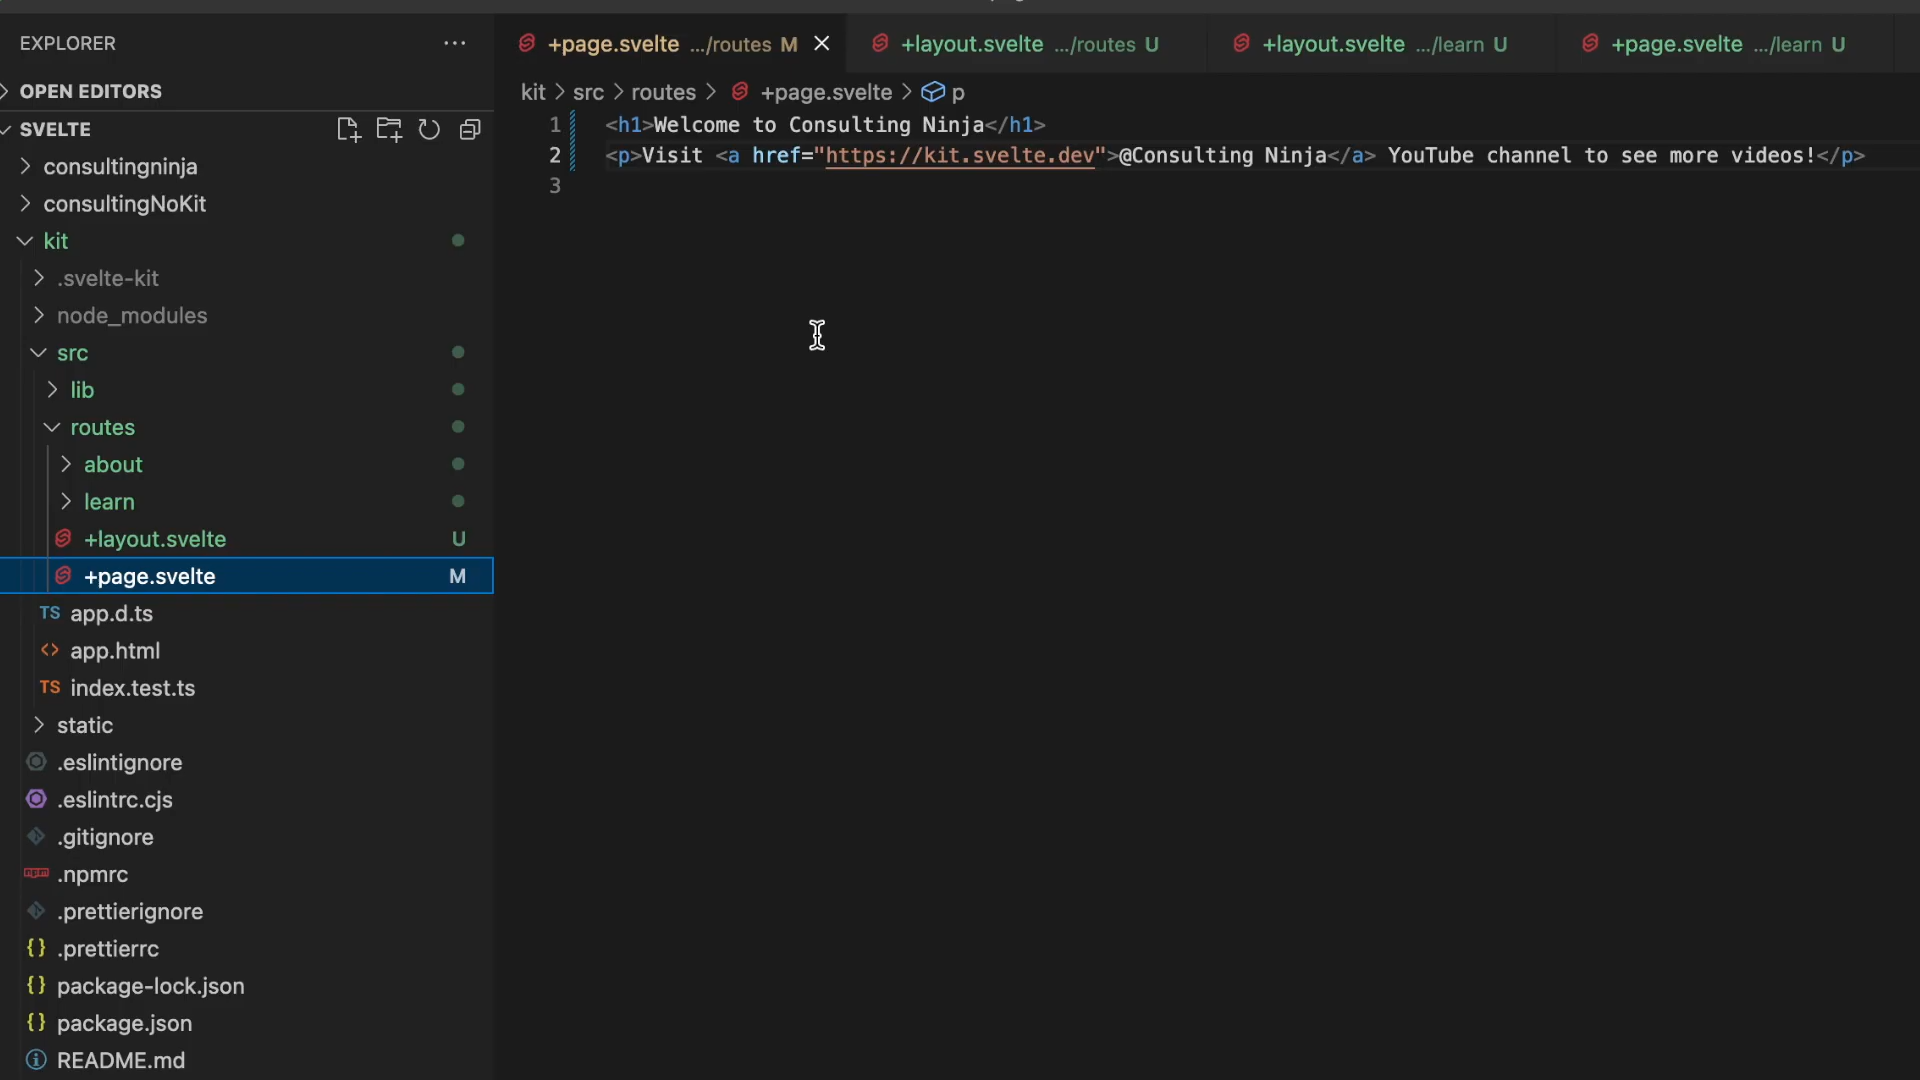 EXPLORER
OPEN EDITORS
SVELTE
consultingninja
consultingNoKit
kit
.svelte-kit
node_modules
src
lib
routes
about
learn
+layout.svelte U
+page.svelte M
TS app.d.ts
<> app.html
TS index.test.ts
static
.eslintignore
.eslintrc.cjs
.gitignore
npm .npmrc
.prettierignore
{} .prettierrc
{} package-lock.json
{} package.json
README.md
+page.svelte .../routes M
+layout.svelte .../routes U
+layout.svelte .../learn U
+page.svelte .../learn U
kit > src > routes > +page.svelte > p
1 <h1>Welcome to Consulting Ninja</h1>
2 <p>Visit <a href="https://kit.svelte.dev">@Consulting Ninja</a> YouTube channel to see more videos!</p>
3